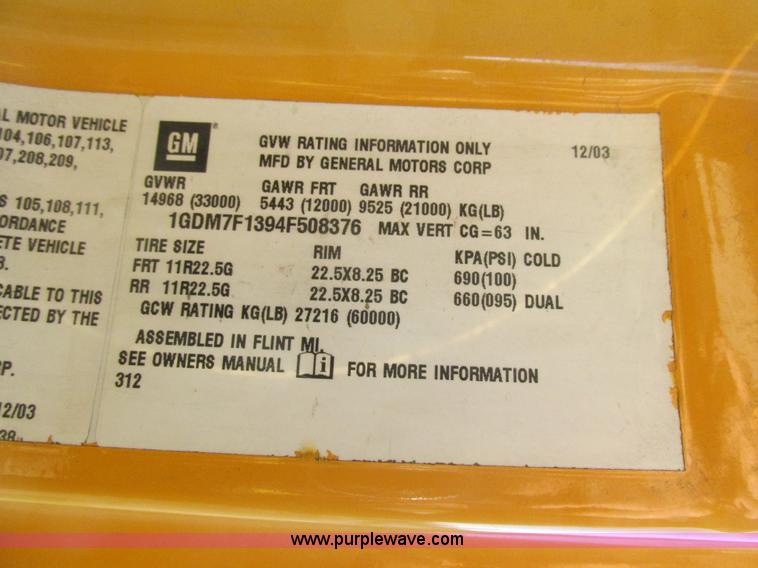 L MOTOR VEHICLE
104,106,107,113,
07,208,209,
S 105,108,111,
ORDANCE
ETE VEHICLE
B.
CABLE TO THIS
ECTED BY THE
RP.
12/03
38
GM
GVW RATING INFORMATION ONLY 12/03
MFD BY GENERAL MOTORS CORP
GVWR GAWR FRT GAWR RR
14968 (33000) 5443 (12000) 9525 (21000) KG(LB)
1GDM7F1394F508376 MAX VERT CG=63 IN.
TIRE SIZE RIM KPA(PSI) COLD
FRT 11R22.5G 22.5X8.25 BC 690(100)
RR 11R22.5G 22.5X8.25 BC 660(095) DUAL
GCW RATING KG(LB) 27216 (60000)
ASSEMBLED IN FLINT MI.
SEE OWNERS MANUAL i FOR MORE INFORMATION
312
www.purplewave.com